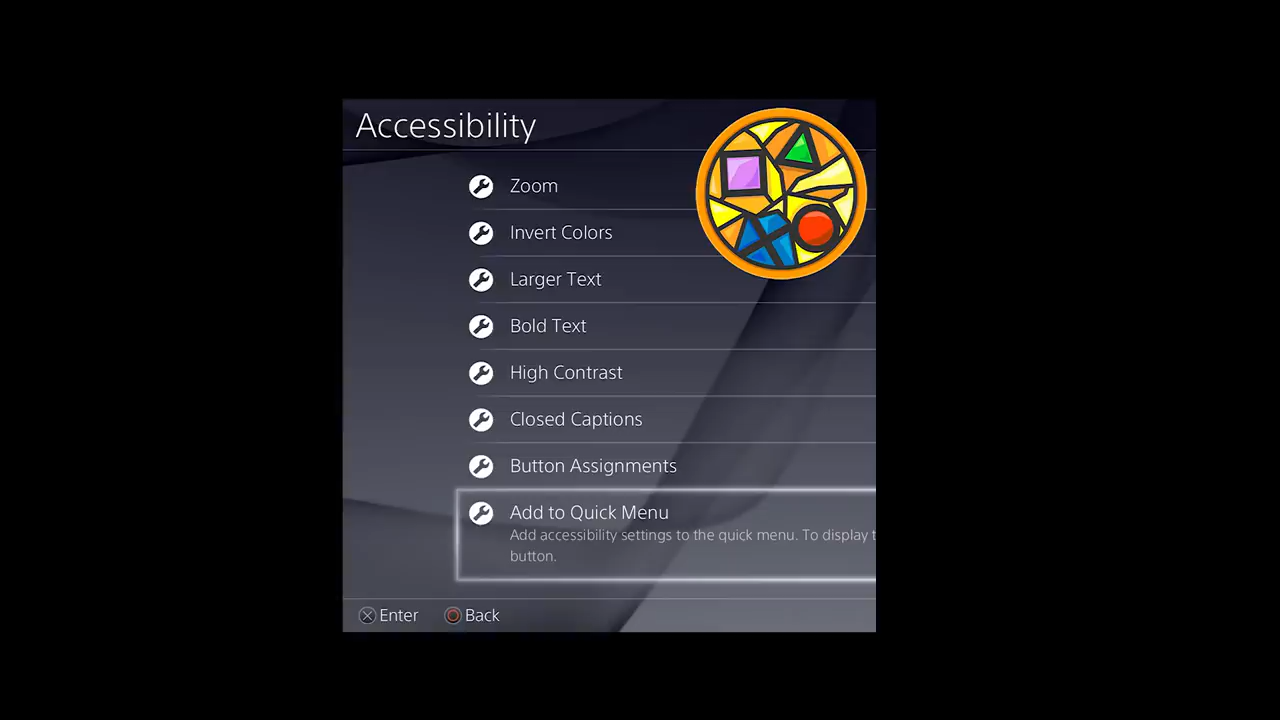 Accessibility
Zoom
Invert Colors
Larger Text
Bold Text
High Contrast
Closed Captions
Button Assignments
Add to Quick Menu
Add accessibility settings to the quick menu. To display
button.
Enter
Back